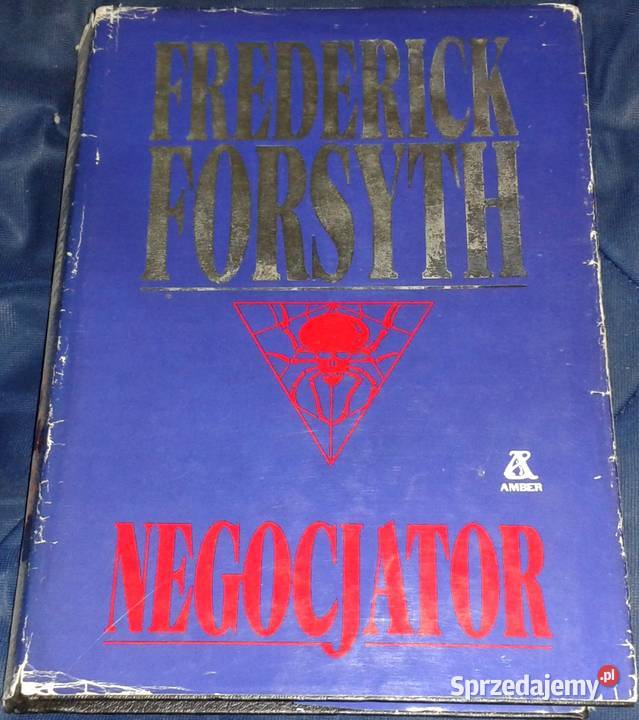 FREDERICK
FORSYTH
AMBER
NEGOCJATOR
Sprzedajemy.pl